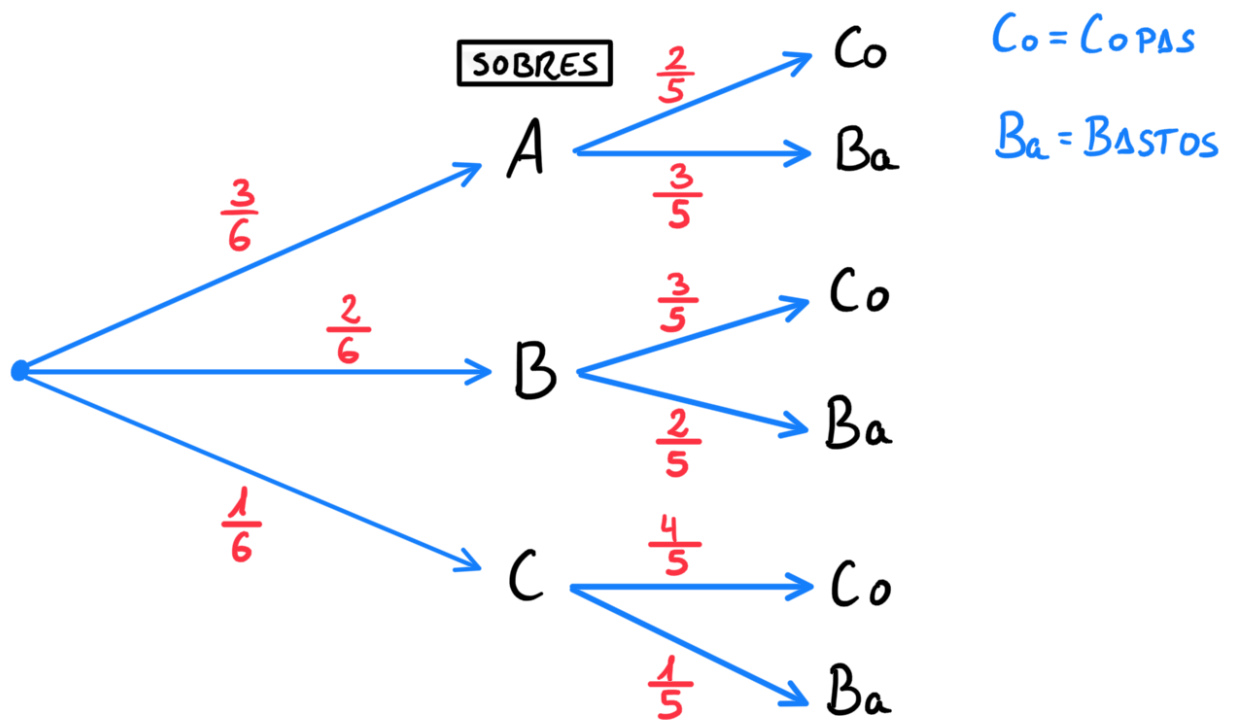 SOBRES
Co = COPAS
Ba = BASTOS
3/6
A
2/5
Co
3/5
Ba
2/6
B
3/5
Co
2/5
Ba
1/6
C
4/5
Co
1/5
Ba